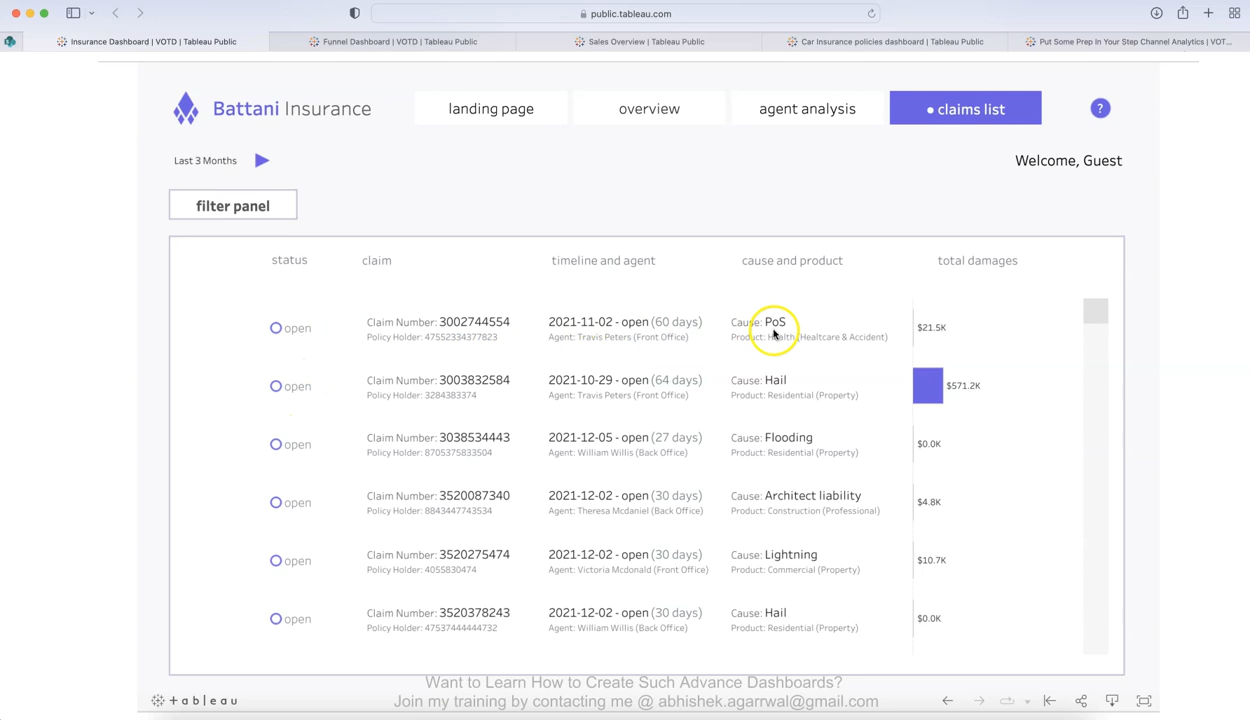 public.tableau.com
Insurance Dashboard | VOTD | Tableau Public
Funnel Dashboard | VOTD | Tableau Public
Sales Overview | Tableau Public
Car Insurance policies dashboard | Tableau Public
Put Some Prep In Your Step Channel Analytics | VOT...
Battani Insurance
landing page
overview
agent analysis
• claims list
?
Last 3 Months
Welcome, Guest
filter panel
status claim timeline and agent cause and product total damages
open Claim Number: 3002744554 2021-11-02 - open (60 days) Cause: PoS $21.5K
Policy Holder: 47552334377823 Agent: Travis Peters (Front Office) Product: Health (Healtcare & Accident)
open Claim Number: 3003832584 2021-10-29 - open (64 days) Cause: Hail $571.2K
Policy Holder: 3284383374 Agent: Travis Peters (Front Office) Product: Residential (Property)
open Claim Number: 3038534443 2021-12-05 - open (27 days) Cause: Flooding $0.0K
Policy Holder: 8705375833504 Agent: William Willis (Back Office) Product: Residential (Property)
open Claim Number: 3520087340 2021-12-02 - open (30 days) Cause: Architect liability $4.8K
Policy Holder: 8843447743534 Agent: Theresa Mcdaniel (Back Office) Product: Construction (Professional)
open Claim Number: 3520275474 2021-12-02 - open (30 days) Cause: Lightning $10.7K
Policy Holder: 4055830474 Agent: Victoria Mcdonald (Front Office) Product: Commercial (Property)
open Claim Number: 3520378243 2021-12-02 - open (30 days) Cause: Hail $0.0K
Policy Holder: 47537444444732 Agent: William Willis (Back Office) Product: Residential (Property)
Want to Learn How to Create Such Advance Dashboards?
Join my training by contacting me @ abhishek.agarrwal@gmail.com
+ableau